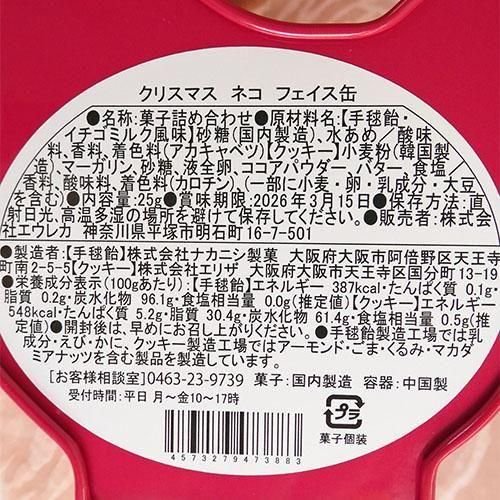 クリスマス ネコ フェイス缶
●名称:菓子詰め合わせ●原材料名:【手毬飴・
イチゴミルク風味】砂糖(国内製造)、水あめ/酸味
料、香料、着色料(アカキャベツ)【クッキー】小麦粉(韓国製
造)、マーガリン、砂糖、液全卵、ココアパウダー、バター、食塩/
香料、酸味料、着色料(カロチン)、(一部に小麦・卵・乳成分・大豆
を含む)●内容量:25g●賞味期限:2026年3月15日●保存方法:直
射日光、高温多湿の場所を避けて保存してください。●販売者:株式会
社エウレカ 神奈川県平塚市明石町16-7-501
●製造者:【手毬飴】株式会社ナカニシ製菓 大阪府大阪市阿倍野区天王寺
町南2-5-5【クッキー】株式会社エリザ 大阪府大阪市天王寺区国分町13-19
●栄養成分表示(100gあたり):【手毬飴】エネルギー 387kcal・たんぱく質 0.1g・
脂質 0.2g・炭水化物 96.1g・食塩相当量 0.0g(推定値)【クッキー】エネルギー
548kcal・たんぱく質 5.2g・脂質 30.4g・炭水化物 61.4g・食塩相当量 0.5g(推
定値)●開封後は、早めにお召し上がりください。●手毬飴製造工場では乳
成分・えび・かに、クッキー製造工場ではアーモンド・ごま・くるみ・マカダ
ミアナッツを含む製品を製造しています。
[お客様相談室]0463-23-9739 菓子:国内製造 容器:中国製
受付時間:平日 月〜金10〜17時
4573279473883
プラ
菓子個装